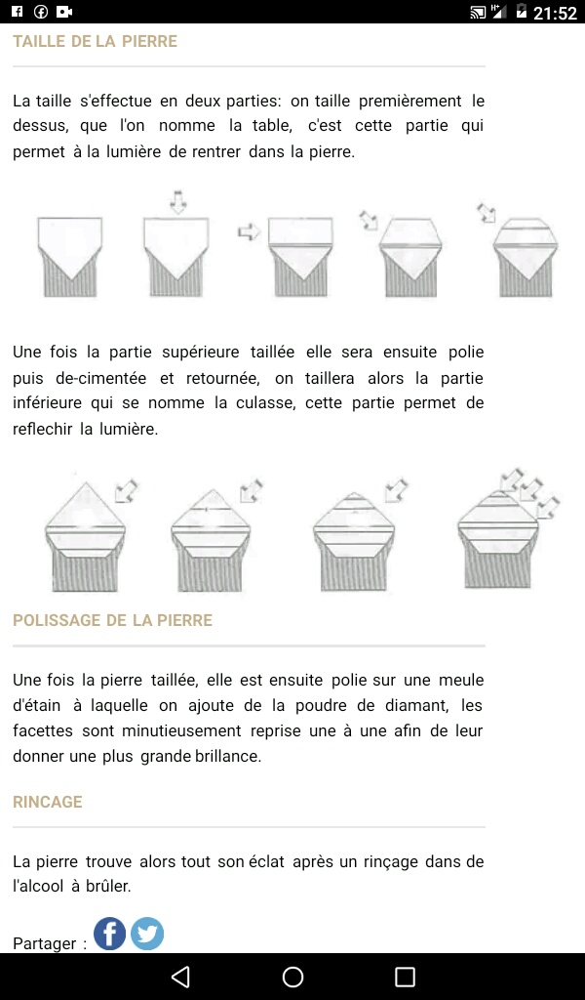 21:52
TAILLE DE LA PIERRE
La taille s'effectue en deux parties: on taille premièrement le
dessus, que l'on nomme la table, c'est cette partie qui
permet à la lumière de rentrer dans la pierre.
Une fois la partie supérieure taillée elle sera ensuite polie
puis de-cimentée et retournée, on taillera alors la partie
inférieure qui se nomme la culasse, cette partie permet de
reflechir la lumière.
POLISSAGE DE LA PIERRE
Une fois la pierre taillée, elle est ensuite polie sur une meule
d'étain à laquelle on ajoute de la poudre de diamant, les
facettes sont minutieusement reprise une à une afin de leur
donner une plus grande brillance.
RINCAGE
La pierre trouve alors tout son éclat après un rinçage dans de
l'alcool à brûler.
Partager :